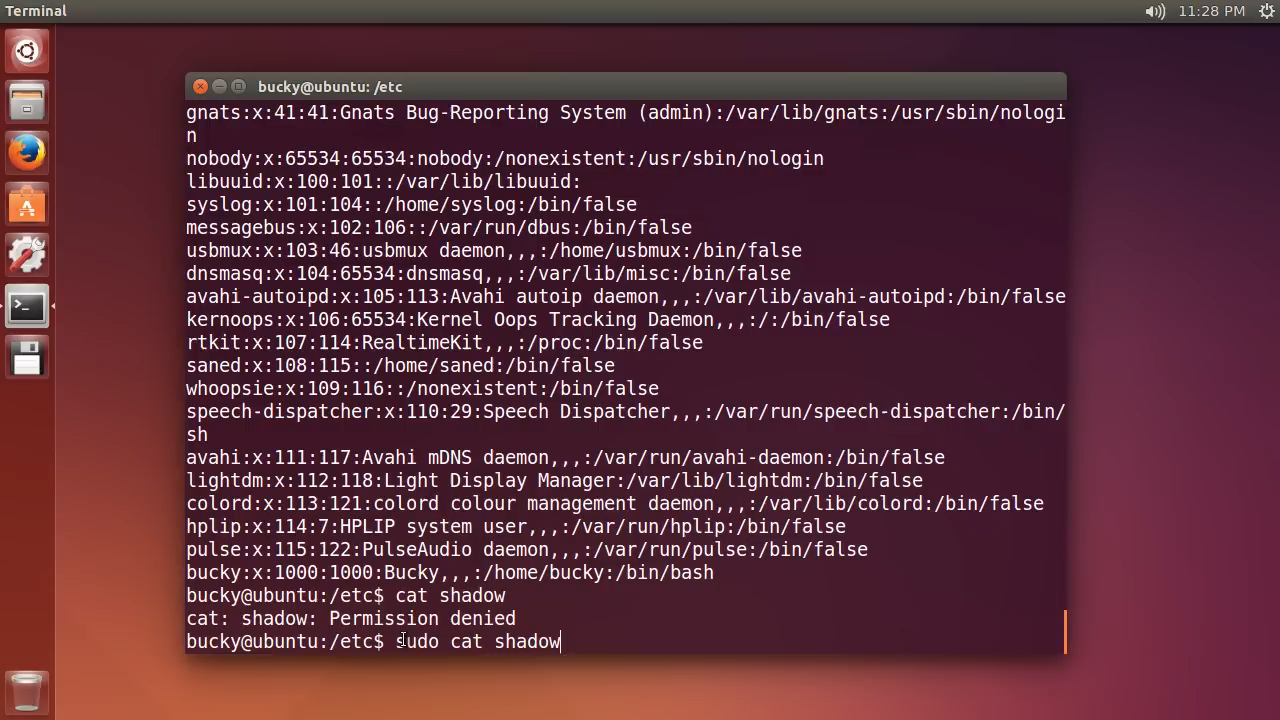 Terminal
11:28 PM
bucky@ubuntu: /etc
gnats:x:41:41:Gnats Bug-Reporting System (admin):/var/lib/gnats:/usr/sbin/nologi
n
nobody:x:65534:65534:nobody:/nonexistent:/usr/sbin/nologin
libuuid:x:100:101::/var/lib/libuuid:
syslog:x:101:104::/home/syslog:/bin/false
messagebus:x:102:106::/var/run/dbus:/bin/false
usbmux:x:103:46:usbmux daemon,,,:/home/usbmux:/bin/false
dnsmasq:x:104:65534:dnsmasq,,,:/var/lib/misc:/bin/false
avahi-autoipd:x:105:113:Avahi autoip daemon,,,:/var/lib/avahi-autoipd:/bin/false
kernoops:x:106:65534:Kernel Oops Tracking Daemon,,,:/:/bin/false
rtkit:x:107:114:RealtimeKit,,,:/proc:/bin/false
saned:x:108:115::/home/saned:/bin/false
whoopsie:x:109:116::/nonexistent:/bin/false
speech-dispatcher:x:110:29:Speech Dispatcher,,,:/var/run/speech-dispatcher:/bin/
sh
avahi:x:111:117:Avahi mDNS daemon,,,:/var/run/avahi-daemon:/bin/false
lightdm:x:112:118:Light Display Manager:/var/lib/lightdm:/bin/false
colord:x:113:121:colord colour management daemon,,,:/var/lib/colord:/bin/false
hplip:x:114:7:HPLIP system user,,,:/var/run/hplip:/bin/false
pulse:x:115:122:PulseAudio daemon,,,:/var/run/pulse:/bin/false
bucky:x:1000:1000:Bucky,,,:/home/bucky:/bin/bash
bucky@ubuntu:/etc$ cat shadow
cat: shadow: Permission denied
bucky@ubuntu:/etc$ sudo cat shadow